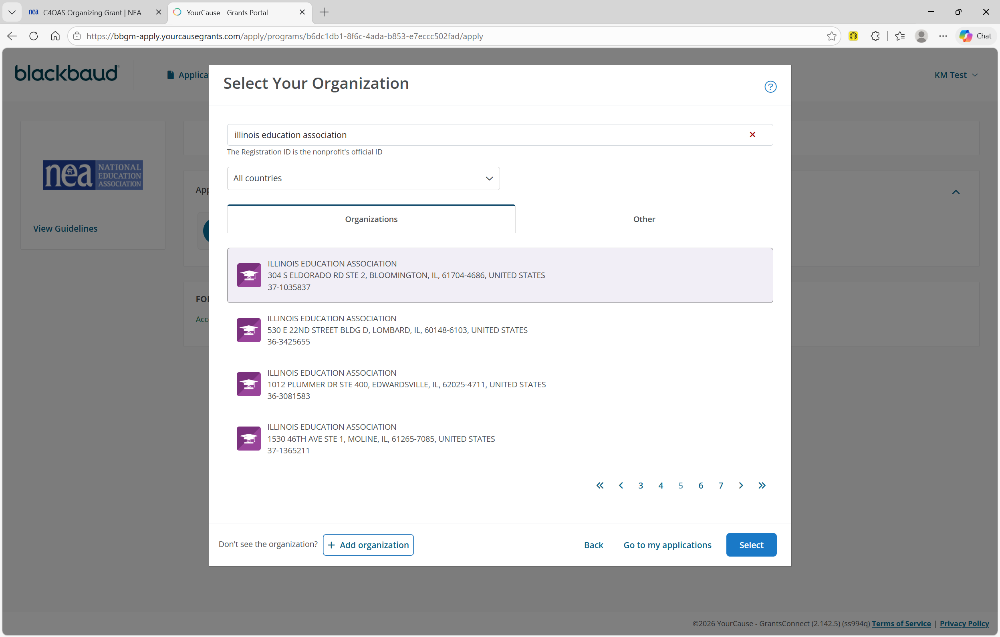 nea C4OAS Organizing Grant | NEA
YourCause - Grants Portal
https://bbgm-apply.yourcausegrants.com/apply/programs/b6dc1db1-8f6c-4ada-b853-e7eccc502fad/apply
Chat
blackbaud
Applica
KM Test
Select Your Organization
?
illinois education association
The Registration ID is the nonprofit's official ID
All countries
nea NATIONAL
EDUCATION
ASSOCIATION
View Guidelines
App
Organizations
Other
ILLINOIS EDUCATION ASSOCIATION
304 S ELDORADO RD STE 2, BLOOMINGTON, IL, 61704-4686, UNITED STATES
37-1035837
FOR
Acc
ILLINOIS EDUCATION ASSOCIATION
530 E 22ND STREET BLDG D, LOMBARD, IL, 60148-6103, UNITED STATES
36-3425655
ILLINOIS EDUCATION ASSOCIATION
1012 PLUMMER DR STE 400, EDWARDSVILLE, IL, 62025-4711, UNITED STATES
36-3081583
ILLINOIS EDUCATION ASSOCIATION
1530 46TH AVE STE 1, MOLINE, IL, 61265-7085, UNITED STATES
37-1365211
« ‹ 3 4 5 6 7 › »
Don't see the organization? + Add organization
Back
Go to my applications
Select
©2026 YourCause - GrantsConnect (2.142.5) (ss994q) Terms of Service | Privacy Policy